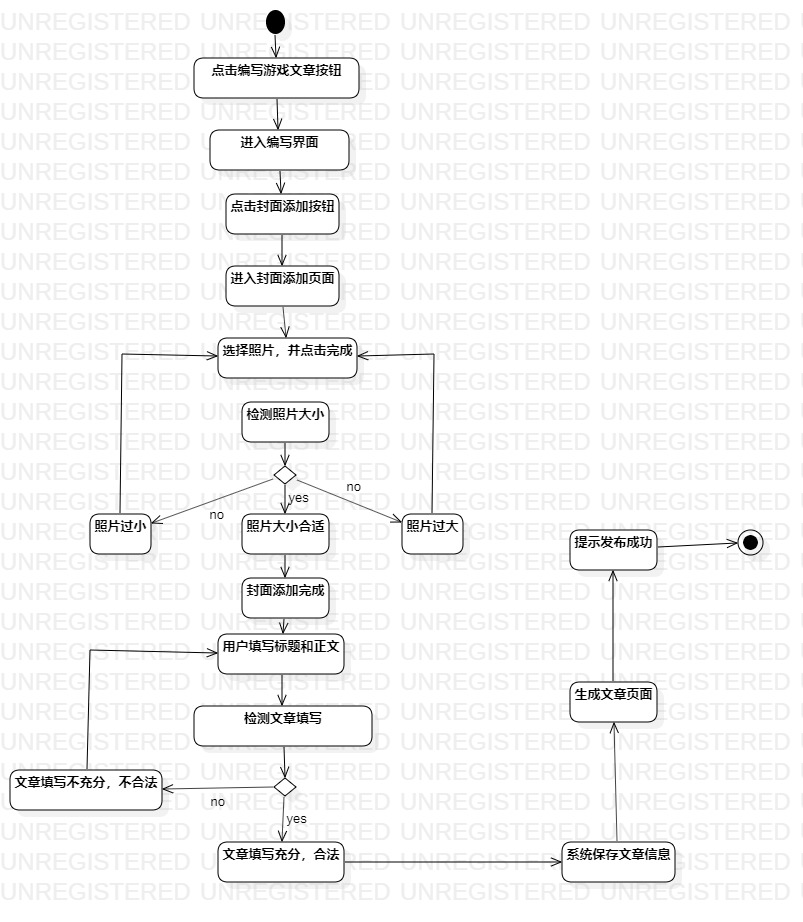 点击编写游戏文章按钮
进入编写界面
点击封面添加按钮
进入封面添加页面
选择照片，并点击完成
检测照片大小
no
yes
no
照片过小
照片大小合适
照片过大
提示发布成功
封面添加完成
用户填写标题和正文
生成文章页面
检测文章填写
文章填写不充分，不合法
no
yes
文章填写充分，合法
系统保存文章信息
UNREGISTERED